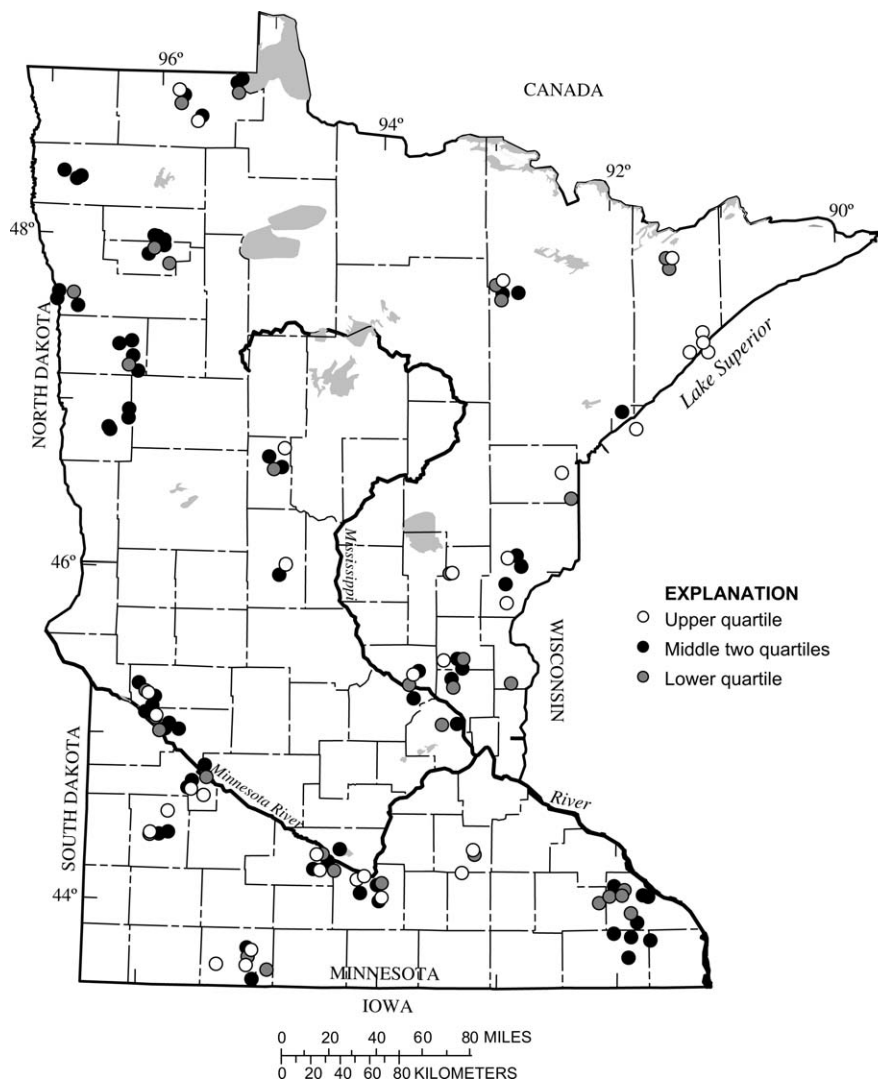 96º
CANADA
94º
92º
90º
48º
NORTH DAKOTA
Lake Superior
Mississippi
46º
EXPLANATION
Upper quartile
Middle two quartiles
Lower quartile
WISCONSIN
SOUTH DAKOTA
Minnesota River
River
44º
MINNESOTA
IOWA
0 20 40 60 80 MILES
0 20 40 60 80 KILOMETERS